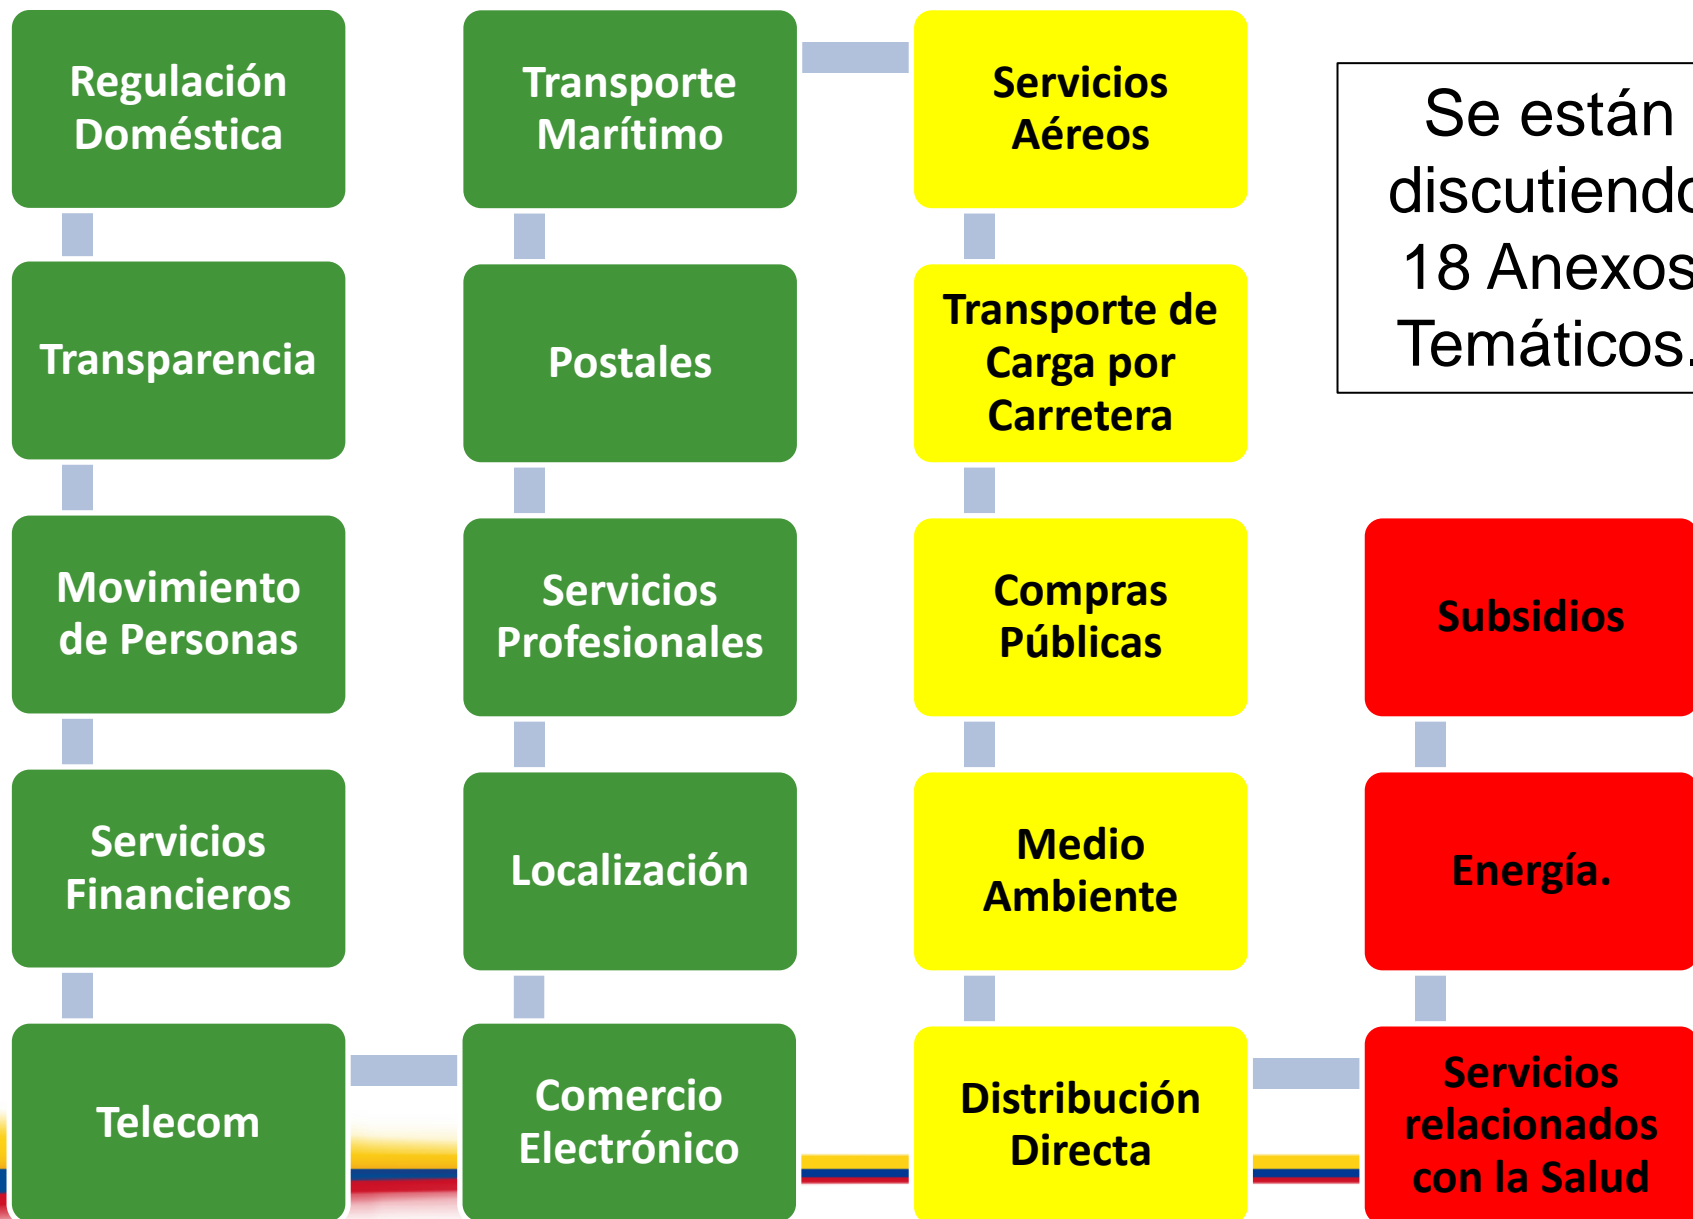 Regulación
Doméstica
Transparencia
Movimiento
de Personas
Servicios
Financieros
Telecom
Comercio
Electrónico
Localización
Servicios
Profesionales
Postales
Transporte
Marítimo
Servicios
Aéreos
Transporte de
Carga por
Carretera
Compras
Públicas
Medio
Ambiente
Distribución
Directa
Servicios
relacionados
con la Salud
Energía.
Subsidios
Se están
discutiendo
18 Anexos
Temáticos.